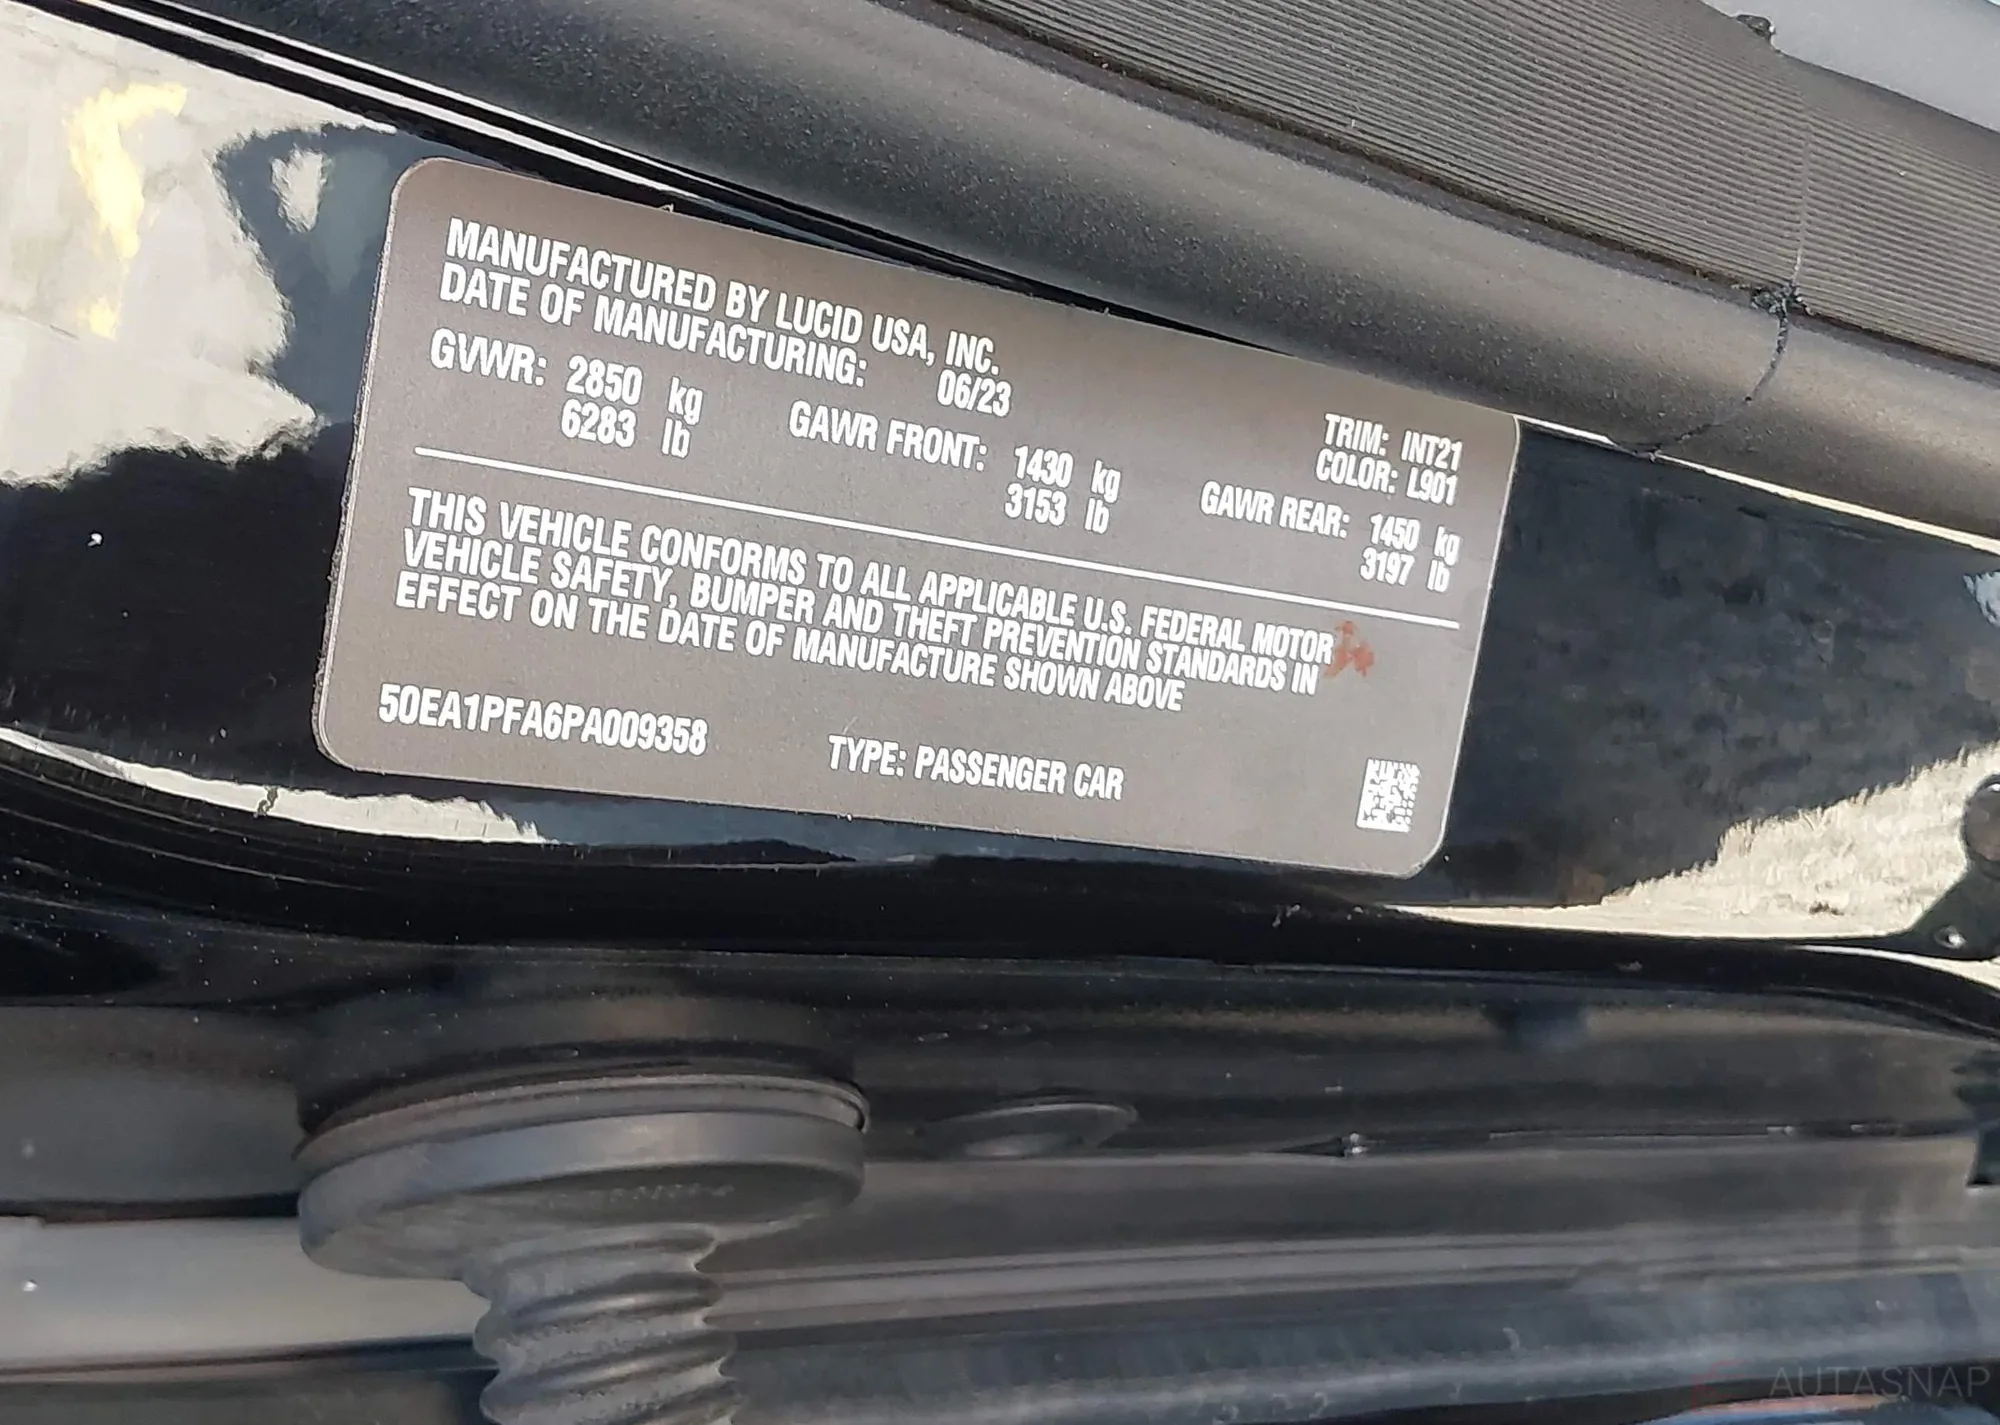 MANUFACTURED BY LUCID USA, INC.
DATE OF MANUFACTURING: 06/23
TRIM: INT21
COLOR: L901
GVWR: 2850 kg
6283 lb
GAWR FRONT: 1430 kg
3153 lb
GAWR REAR: 1450 kg
3197 lb
THIS VEHICLE CONFORMS TO ALL APPLICABLE U.S. FEDERAL MOTOR
VEHICLE SAFETY, BUMPER AND THEFT PREVENTION STANDARDS IN
EFFECT ON THE DATE OF MANUFACTURE SHOWN ABOVE
50EA1PFA6PA009358
TYPE: PASSENGER CAR
AUTASNAP